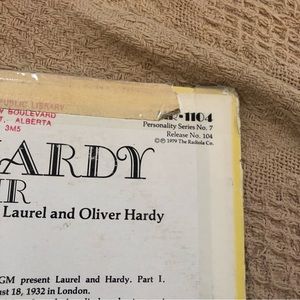 PUBLIC LIBRARY
BOULEVARD
T, ALBERTA
3M5
MR-1104
Personality Series No. 7
Release No. 104
℗ 1979 The Radiola Co.
HARDY
R
Laurel and Oliver Hardy
GM present Laurel and Hardy. Part I.
ust 18, 1932 in London.